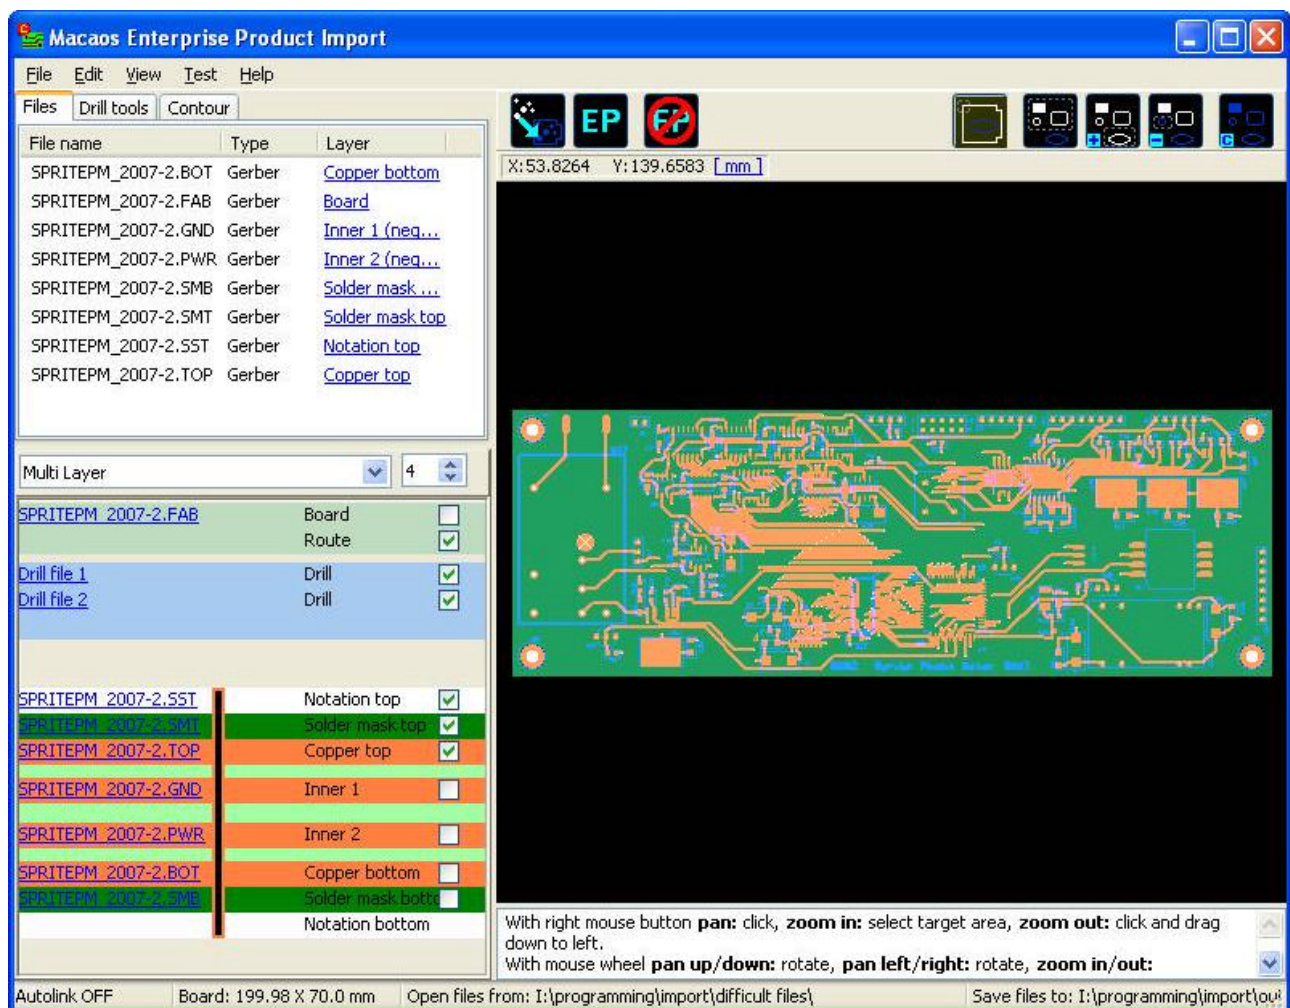 Macaos Enterprise Product Import
File Edit View Test Help
Files Drill tools Contour
File name Type Layer
SPRITEPM_2007-2.BOT Gerber Copper bottom
SPRITEPM_2007-2.FAB Gerber Board
SPRITEPM_2007-2.GND Gerber Inner 1 (neg...
SPRITEPM_2007-2.PWR Gerber Inner 2 (neg...
SPRITEPM_2007-2.SMB Gerber Solder mask ...
SPRITEPM_2007-2.SMT Gerber Solder mask top
SPRITEPM_2007-2.SST Gerber Notation top
SPRITEPM_2007-2.TOP Gerber Copper top
EP EP
X:53.8264 Y:139.6583 [ mm ]
Multi Layer 4
SPRITEPM_2007-2.FAB Board
Route
Drill file 1 Drill
Drill file 2 Drill
SPRITEPM_2007-2.SST Notation top
SPRITEPM_2007-2.SMT Solder mask top
SPRITEPM_2007-2.TOP Copper top
SPRITEPM_2007-2.GND Inner 1
SPRITEPM_2007-2.PWR Inner 2
SPRITEPM_2007-2.BOT Copper bottom
SPRITEPM_2007-2.SMB Solder mask botto
Notation bottom
With right mouse button pan: click, zoom in: select target area, zoom out: click and drag
down to left.
With mouse wheel pan up/down: rotate, pan left/right: rotate, zoom in/out:
Autolink OFF Board: 199.98 X 70.0 mm Open files from: I:\programming\import\difficult files\ Save files to: I:\programming\import\out